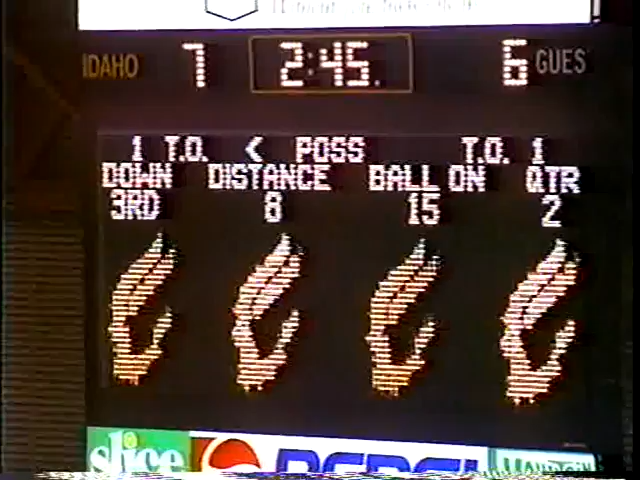 IDAHO 7 2:45. 6 GUES
1 T.O. < POSS T.O. 1
DOWN DISTANCE BALL ON QTR
3RD 8 15 2
slice PEPSI Mountain